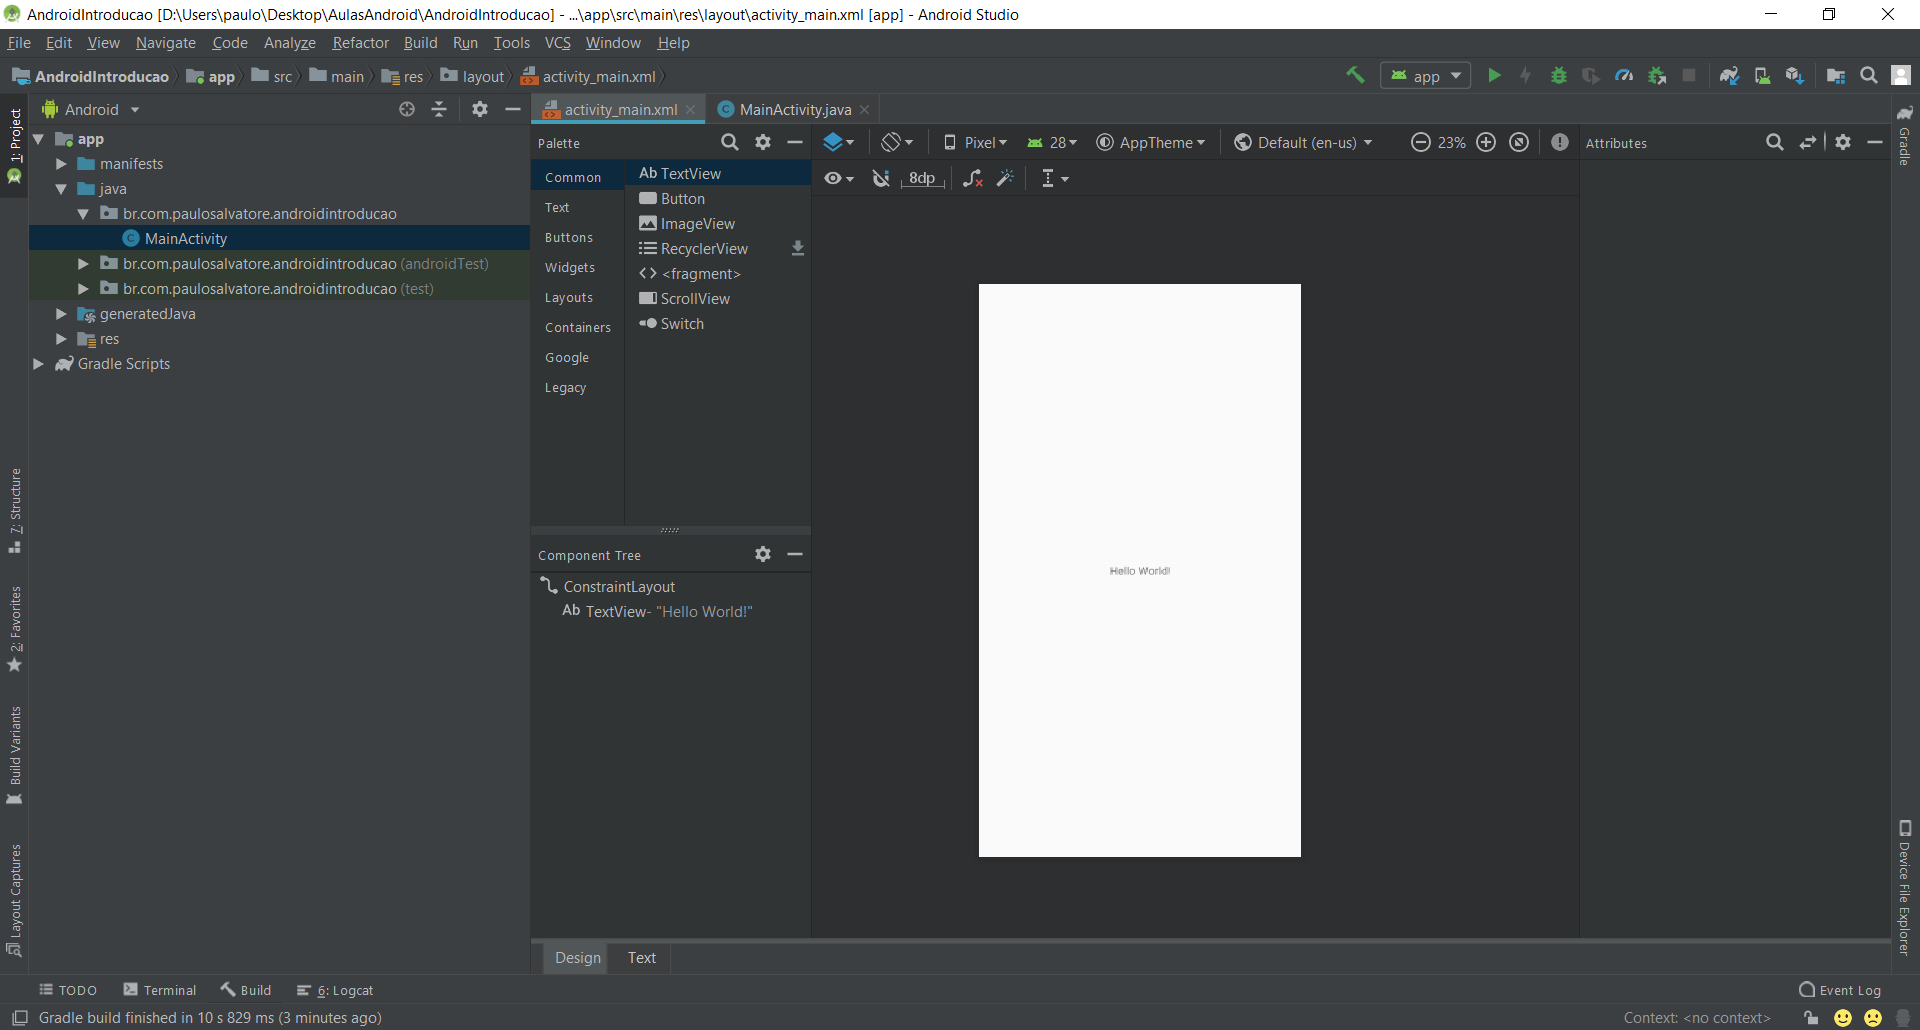 AndroidIntroducao [D:\Users\paulo\Desktop\AulasAndroid\AndroidIntroducao] - ...\app\src\main\res\layout\activity_main.xml [app] - Android Studio
File Edit View Navigate Code Analyze Refactor Build Run Tools VCS Window Help
AndroidIntroducao app src main res layout activity_main.xml
app
Android
activity_main.xml
MainActivity.java
1: Project
7: Structure
2: Favorites
Build Variants
Layout Captures
app
manifests
java
br.com.paulosalvatore.androidintroducao
MainActivity
br.com.paulosalvatore.androidintroducao (androidTest)
br.com.paulosalvatore.androidintroducao (test)
generatedJava
res
Gradle Scripts
Palette
Common
Text
Buttons
Widgets
Layouts
Containers
Google
Legacy
Ab TextView
Button
ImageView
RecyclerView
<fragment>
ScrollView
Switch
Component Tree
ConstraintLayout
Ab TextView- "Hello World!"
Pixel 28 AppTheme Default (en-us) 23%
8dp
Hello World!
Attributes
Gradle
Device File Explorer
Design Text
TODO Terminal Build 6: Logcat
Event Log
Gradle build finished in 10 s 829 ms (3 minutes ago)
Context: <no context>